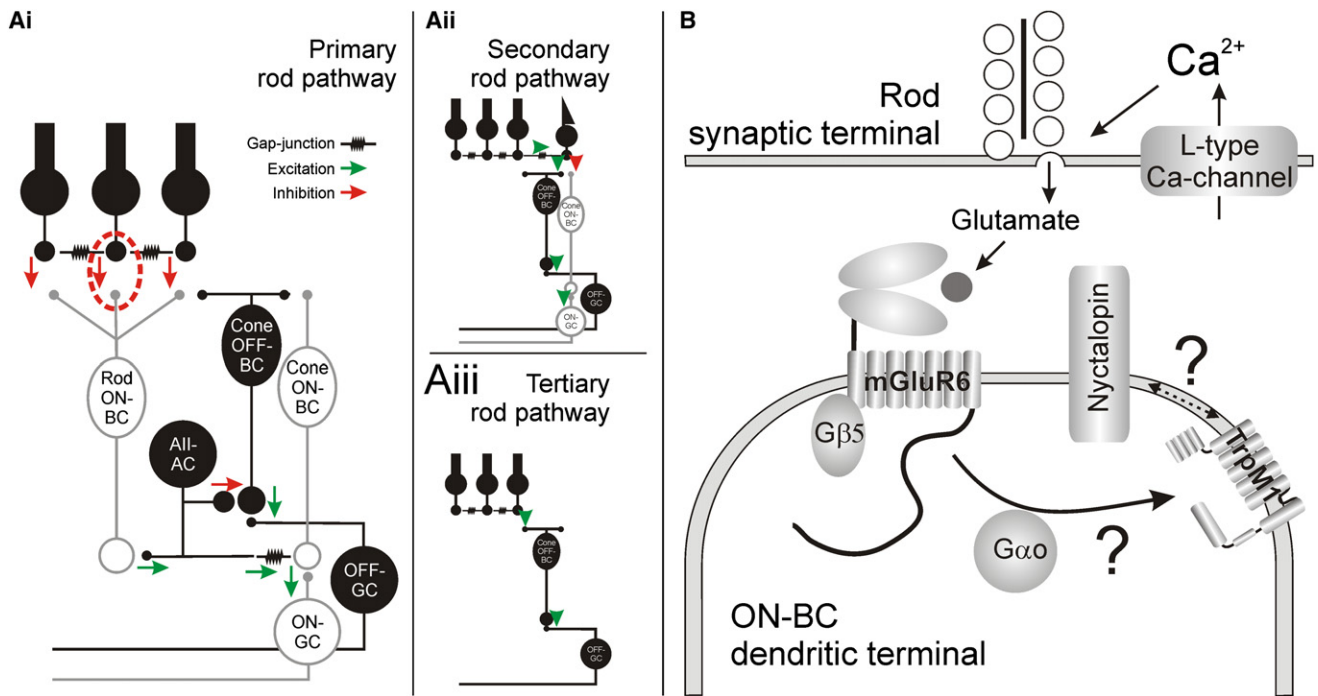 Ai
Primary
rod pathway
Gap-junction
Excitation
Inhibition
Rod
ON-
BC
Cone
OFF-
BC
Cone
ON-
BC
AII-
AC
OFF-
GC
ON-
GC
Aii
Secondary
rod pathway
Cone
OFF-
BC
Cone
ON-
BC
OFF-
GC
ON-
GC
Aiii
Tertiary
rod pathway
Cone
OFF-
BC
OFF-
GC
B
Rod
synaptic terminal
Ca2+
L-type
Ca-channel
Glutamate
mGluR6
Gβ5
Nyctalopin
?
TrpM1
Gαo
?
ON-BC
dendritic terminal